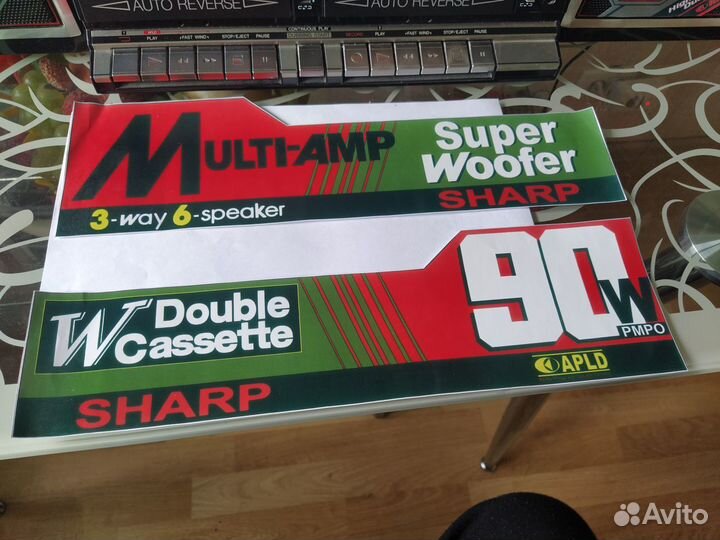 AUTO REVERSE
AUTO REVERSE
CONTINUOUS PLAY
PLAY FAST WIND STOP/EJECT PAUSE
RECORD PLAY FAST WIND STOP/EJECT PAUSE
MULTI-AMP
Super
Woofer
SHARP
3-way 6-speaker
W Double
Cassette
90W
PMPO
APLD
SHARP
Avito